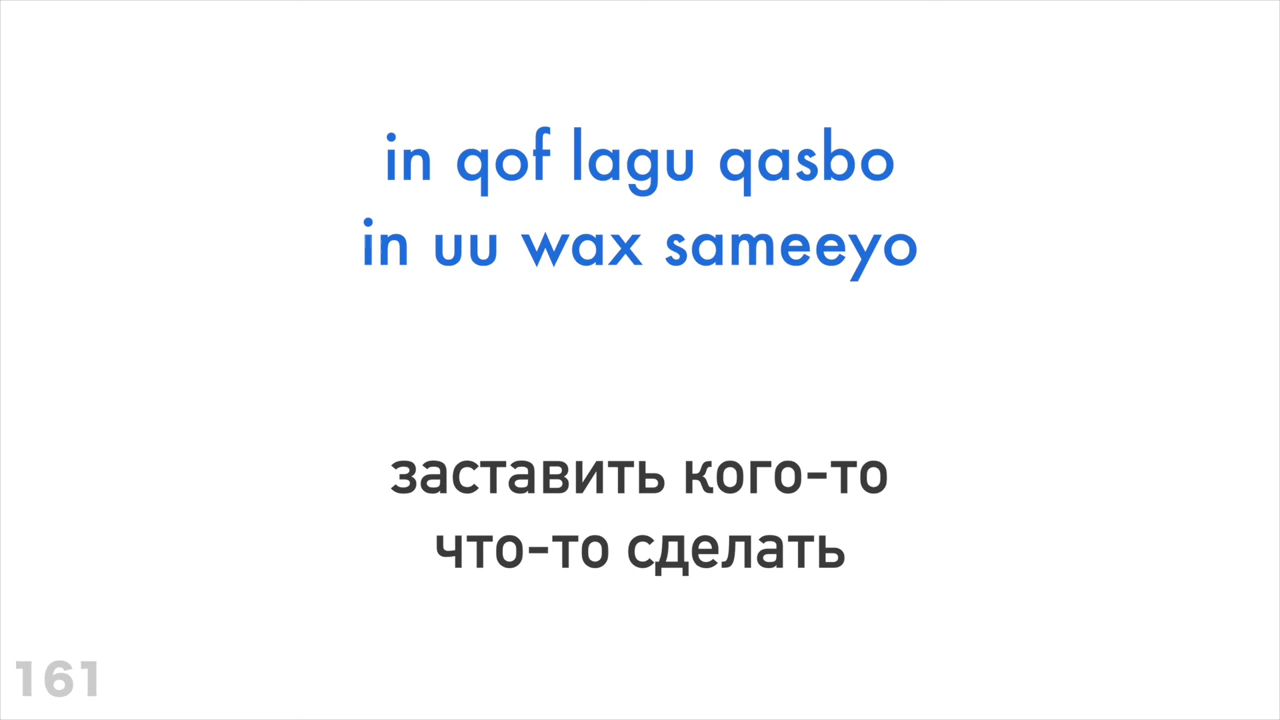 in qof lagu qasbo
in uu wax sameeyo
заставить кого-то
что-то сделать
161